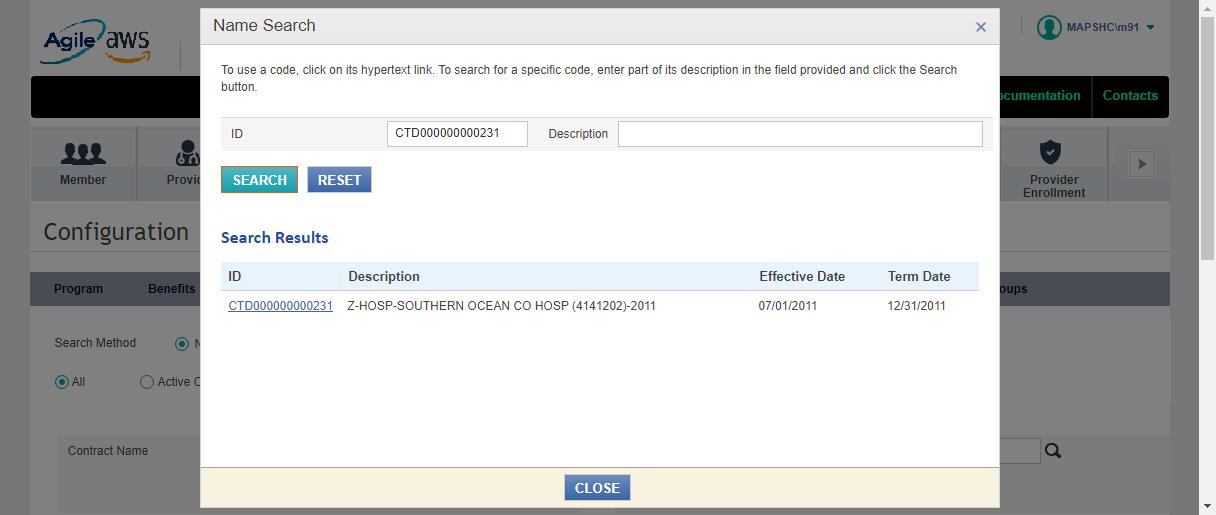 Name Search
×
Agile aws
MAPSHC\m91
To use a code, click on its hypertext link. To search for a specific code, enter part of its description in the field provided and click the Search
button.
ocumentation
Contacts
ID
CTD000000000231
Description
Member
Provi
SEARCH
RESET
Provider
Enrollment
Configuration
Search Results
ID Description Effective Date Term Date
CTD000000000231 Z-HOSP-SOUTHERN OCEAN CO HOSP (4141202)-2011 07/01/2011 12/31/2011
Program
Benefits
oups
Search Method
N
All
Active C
Contract Name
CLOSE